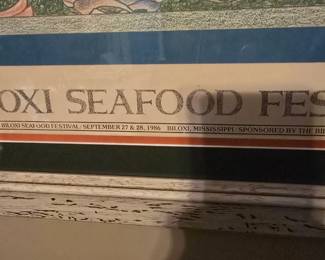 OXI SEAFOOD FES
BILOXI SEAFOOD FESTIVAL: SEPTEMBER 27 & 28, 1986 BILOXI, MISSISSIPPI: SPONSORED BY THE BI